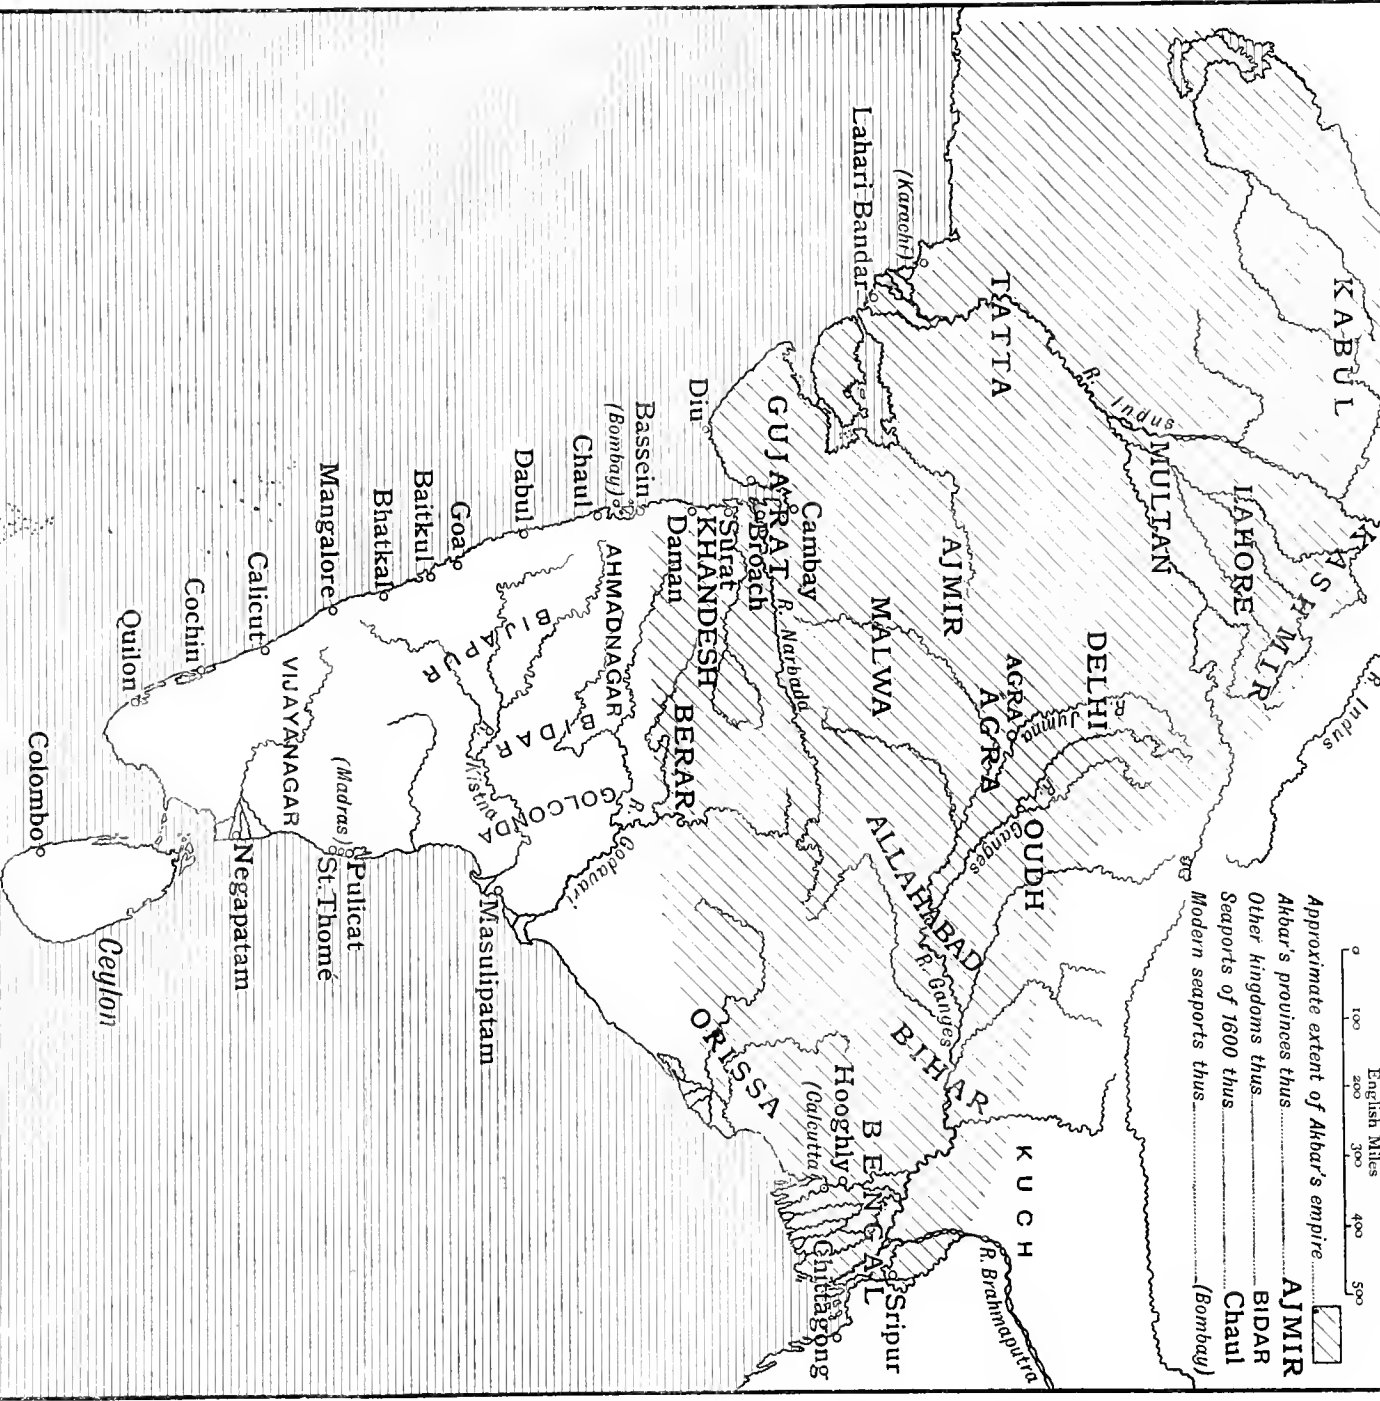 English Miles
0 100 200 300 400 500
Approximate extent of Akbar's empire
Akbar's provinces thus AJMIR
Other kingdoms thus BIDAR
Seaports of 1600 thus Chaul
Modern seaports thus (Bombay)
KABUL
KASHMIR
R. Indus
LAHORE
MULTAN
R. Indus
DELHI
R. Jumna
TATTA
AGRA
AGRA
OUDH
R. Ganges
AJMIR
(Karachi)
Lahari Bandar
MALWA
ALLAHABAD
R. Ganges
BIHAR
KUCH
R. Brahmaputra
GUJARAT
Cambay
R. Narbada
Broach
Surat
Diu
Daman
KHANDESH
BERAR
ORISSA
BENGAL
Hooghly
(Calcutta)
Sripur
Chittagong
Bassein
(Bombay)
Chaul
AHMADNAGAR
Dabul
BIJAPUR
BIDAR
GOLCONDA
R. Godavari
Kistna
Masulipatam
Goa
Baitkul
Bhatkal
Mangalore
(Madras)
Pulicat
St. Thomé
VIJAYANAGAR
Calicut
Cochin
Negapatam
Quilon
Colombo
Ceylon